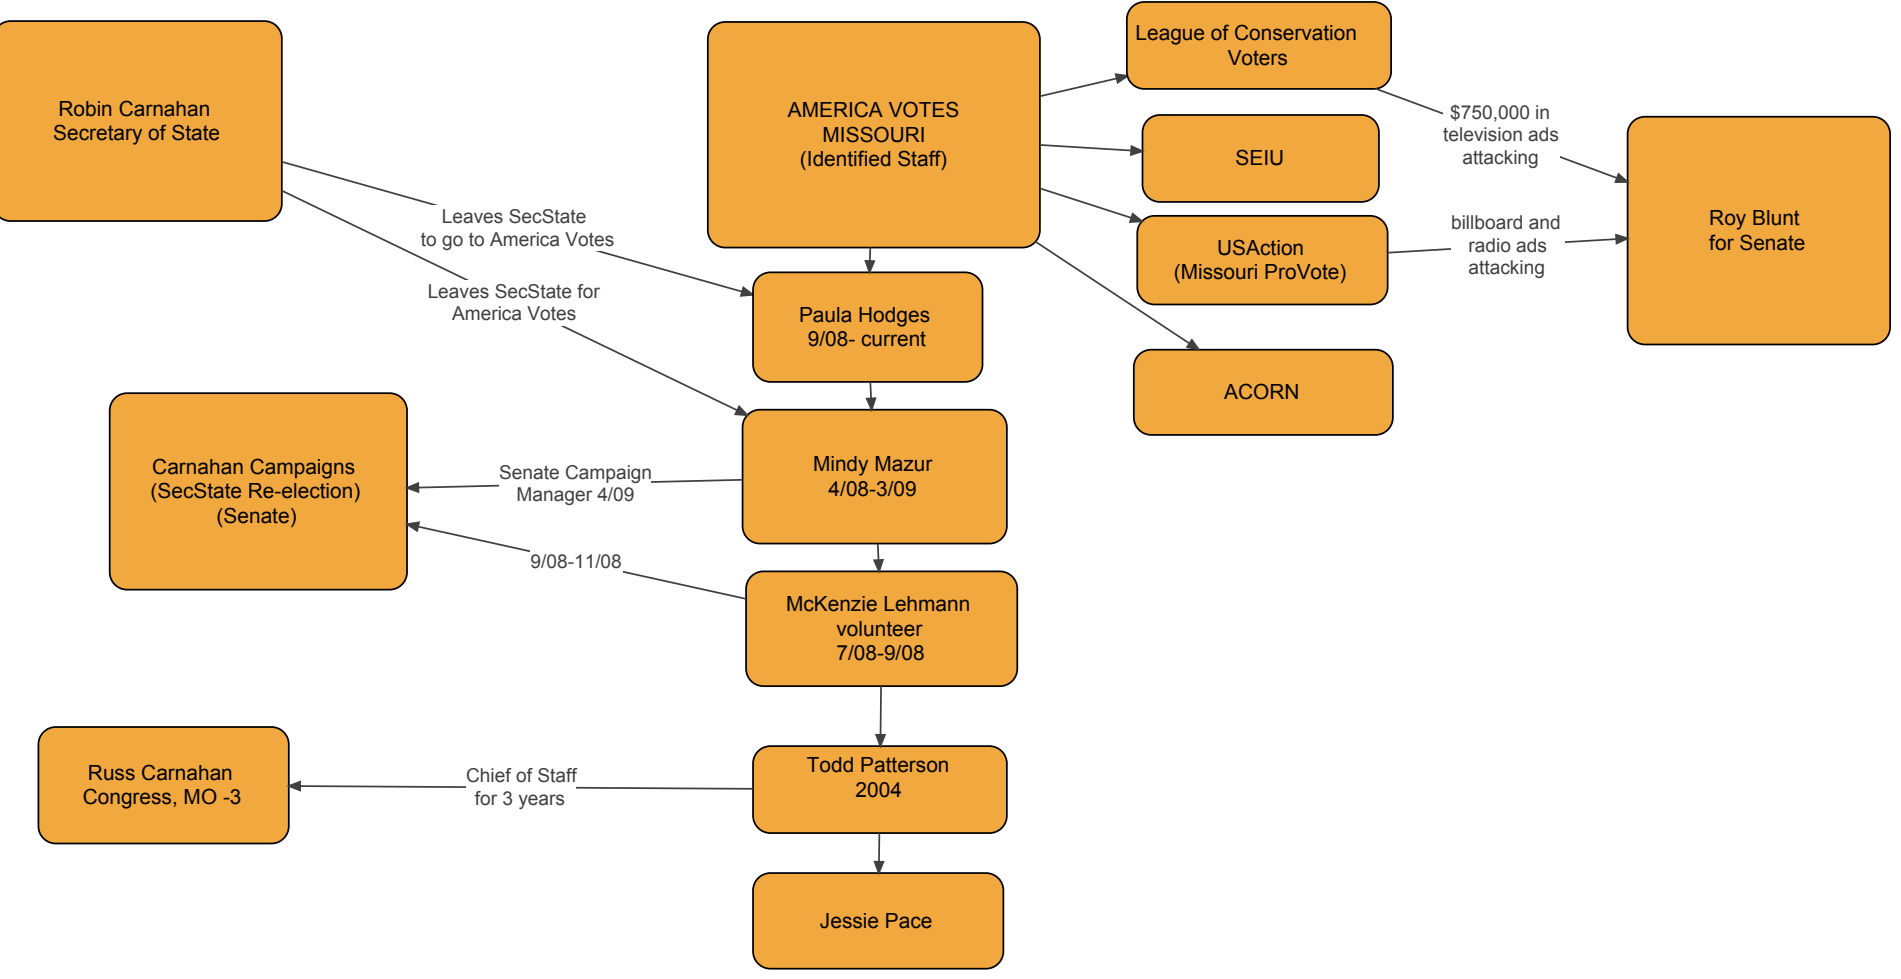 Robin Carnahan
Secretary of State
AMERICA VOTES
MISSOURI
(Identified Staff)
League of Conservation
Voters
$750,000 in
television ads
attacking
SEIU
Roy Blunt
for Senate
Leaves SecState
to go to America Votes
USAction
(Missouri ProVote)
billboard and
radio ads
attacking
Leaves SecState for
America Votes
Paula Hodges
9/08- current
ACORN
Carnahan Campaigns
(SecState Re-election)
(Senate)
Senate Campaign
Manager 4/09
Mindy Mazur
4/08-3/09
9/08-11/08
McKenzie Lehmann
volunteer
7/08-9/08
Russ Carnahan
Congress, MO -3
Chief of Staff
for 3 years
Todd Patterson
2004
Jessie Pace